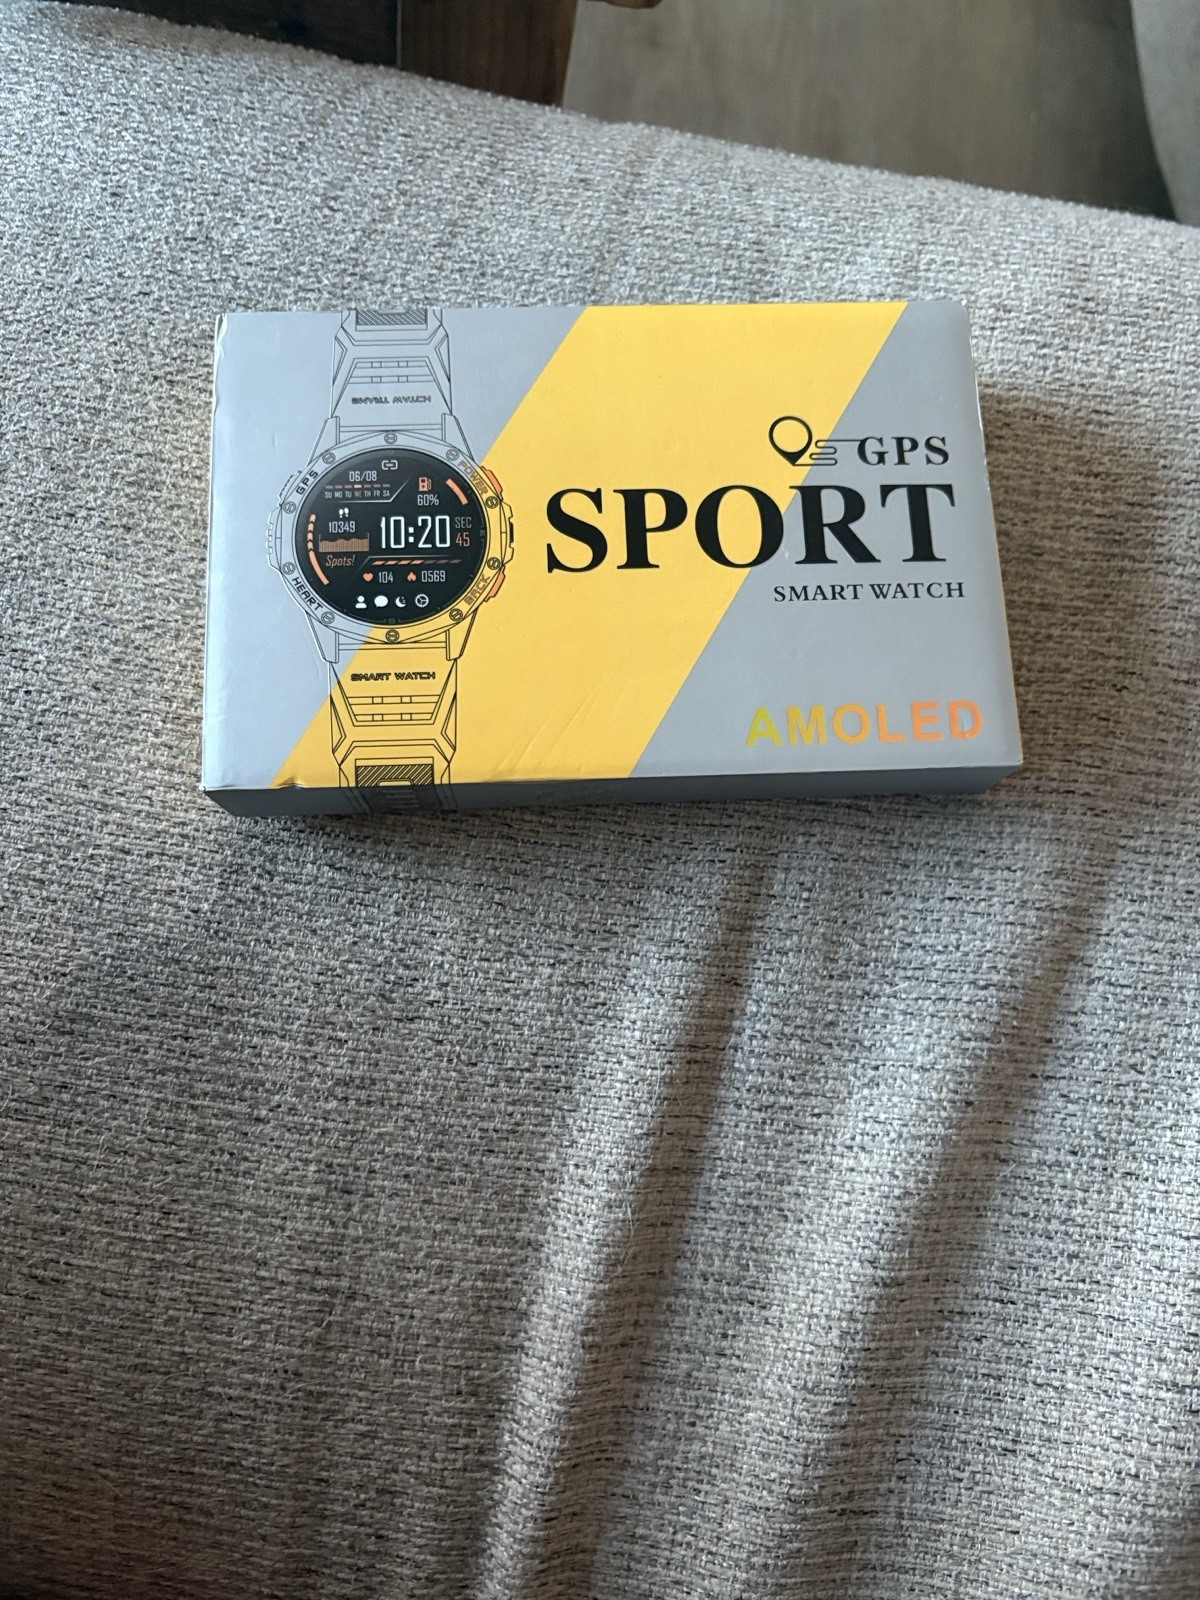 GPS
SPORT
SMART WATCH
AMOLED
SMART WATCH
GPS
POWER
HEART
BACK
06/08
SU MO TU WE TH FR SA
60%
10349
10:20
SEC
45
Spots!
104
0569
SMART WATCH